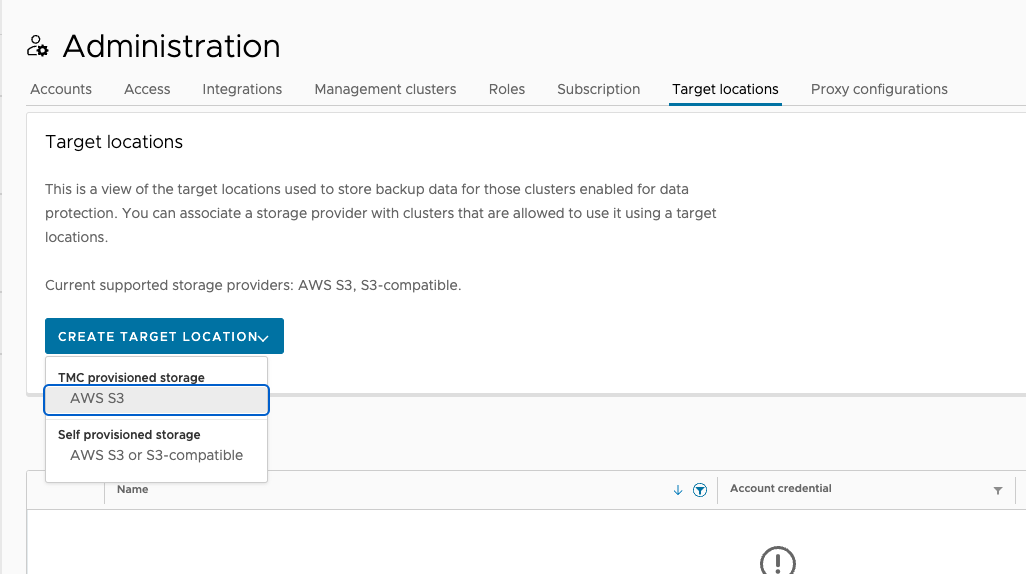 Administration
Accounts Access Integrations Management clusters Roles Subscription Target locations Proxy configurations
Target locations
This is a view of the target locations used to store backup data for those clusters enabled for data
protection. You can associate a storage provider with clusters that are allowed to use it using a target
locations.
Current supported storage providers: AWS S3, S3-compatible.
CREATE TARGET LOCATION
TMC provisioned storage
AWS S3
Self provisioned storage
AWS S3 or S3-compatible
Name Account credential